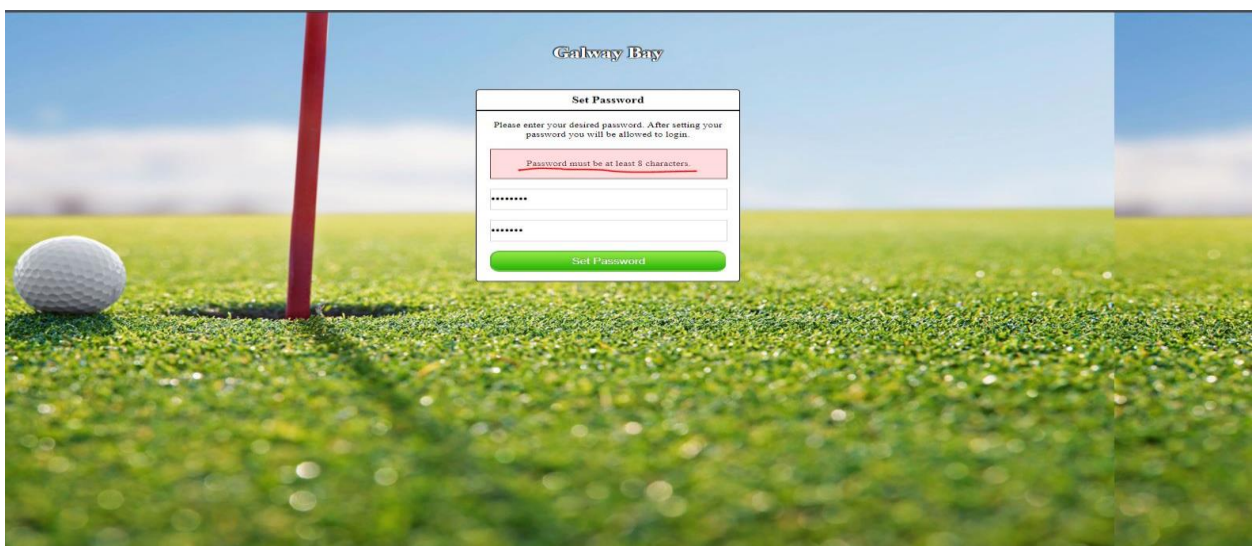 Galway Bay
Set Password
Please enter your desired password. After setting your
password you will be allowed to login.
Password must be at least 8 characters.
••••••••
•••••••
Set Password